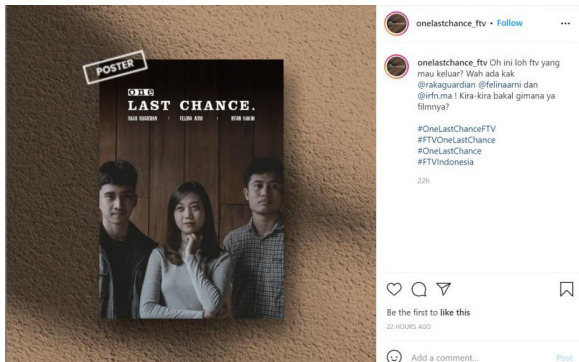 POSTER
one
LAST CHANCE.
RAKA GUARDIAN
FELINA ARNI
IRFAN HAKIM
onelastchance_ftv • Follow
onelastchance_ftv Oh ini loh ftv yang
mau keluar? Wah ada kak
@rakaguardian @felinaarni dan
@irfn.ma ! Kira-kira bakal gimana ya
filmnya?
#OneLastChanceFTV
#FTVOneLastChance
#OneLastChance
#FTVIndonesia
22h
Be the first to like this
22 HOURS AGO
Add a comment...
Post